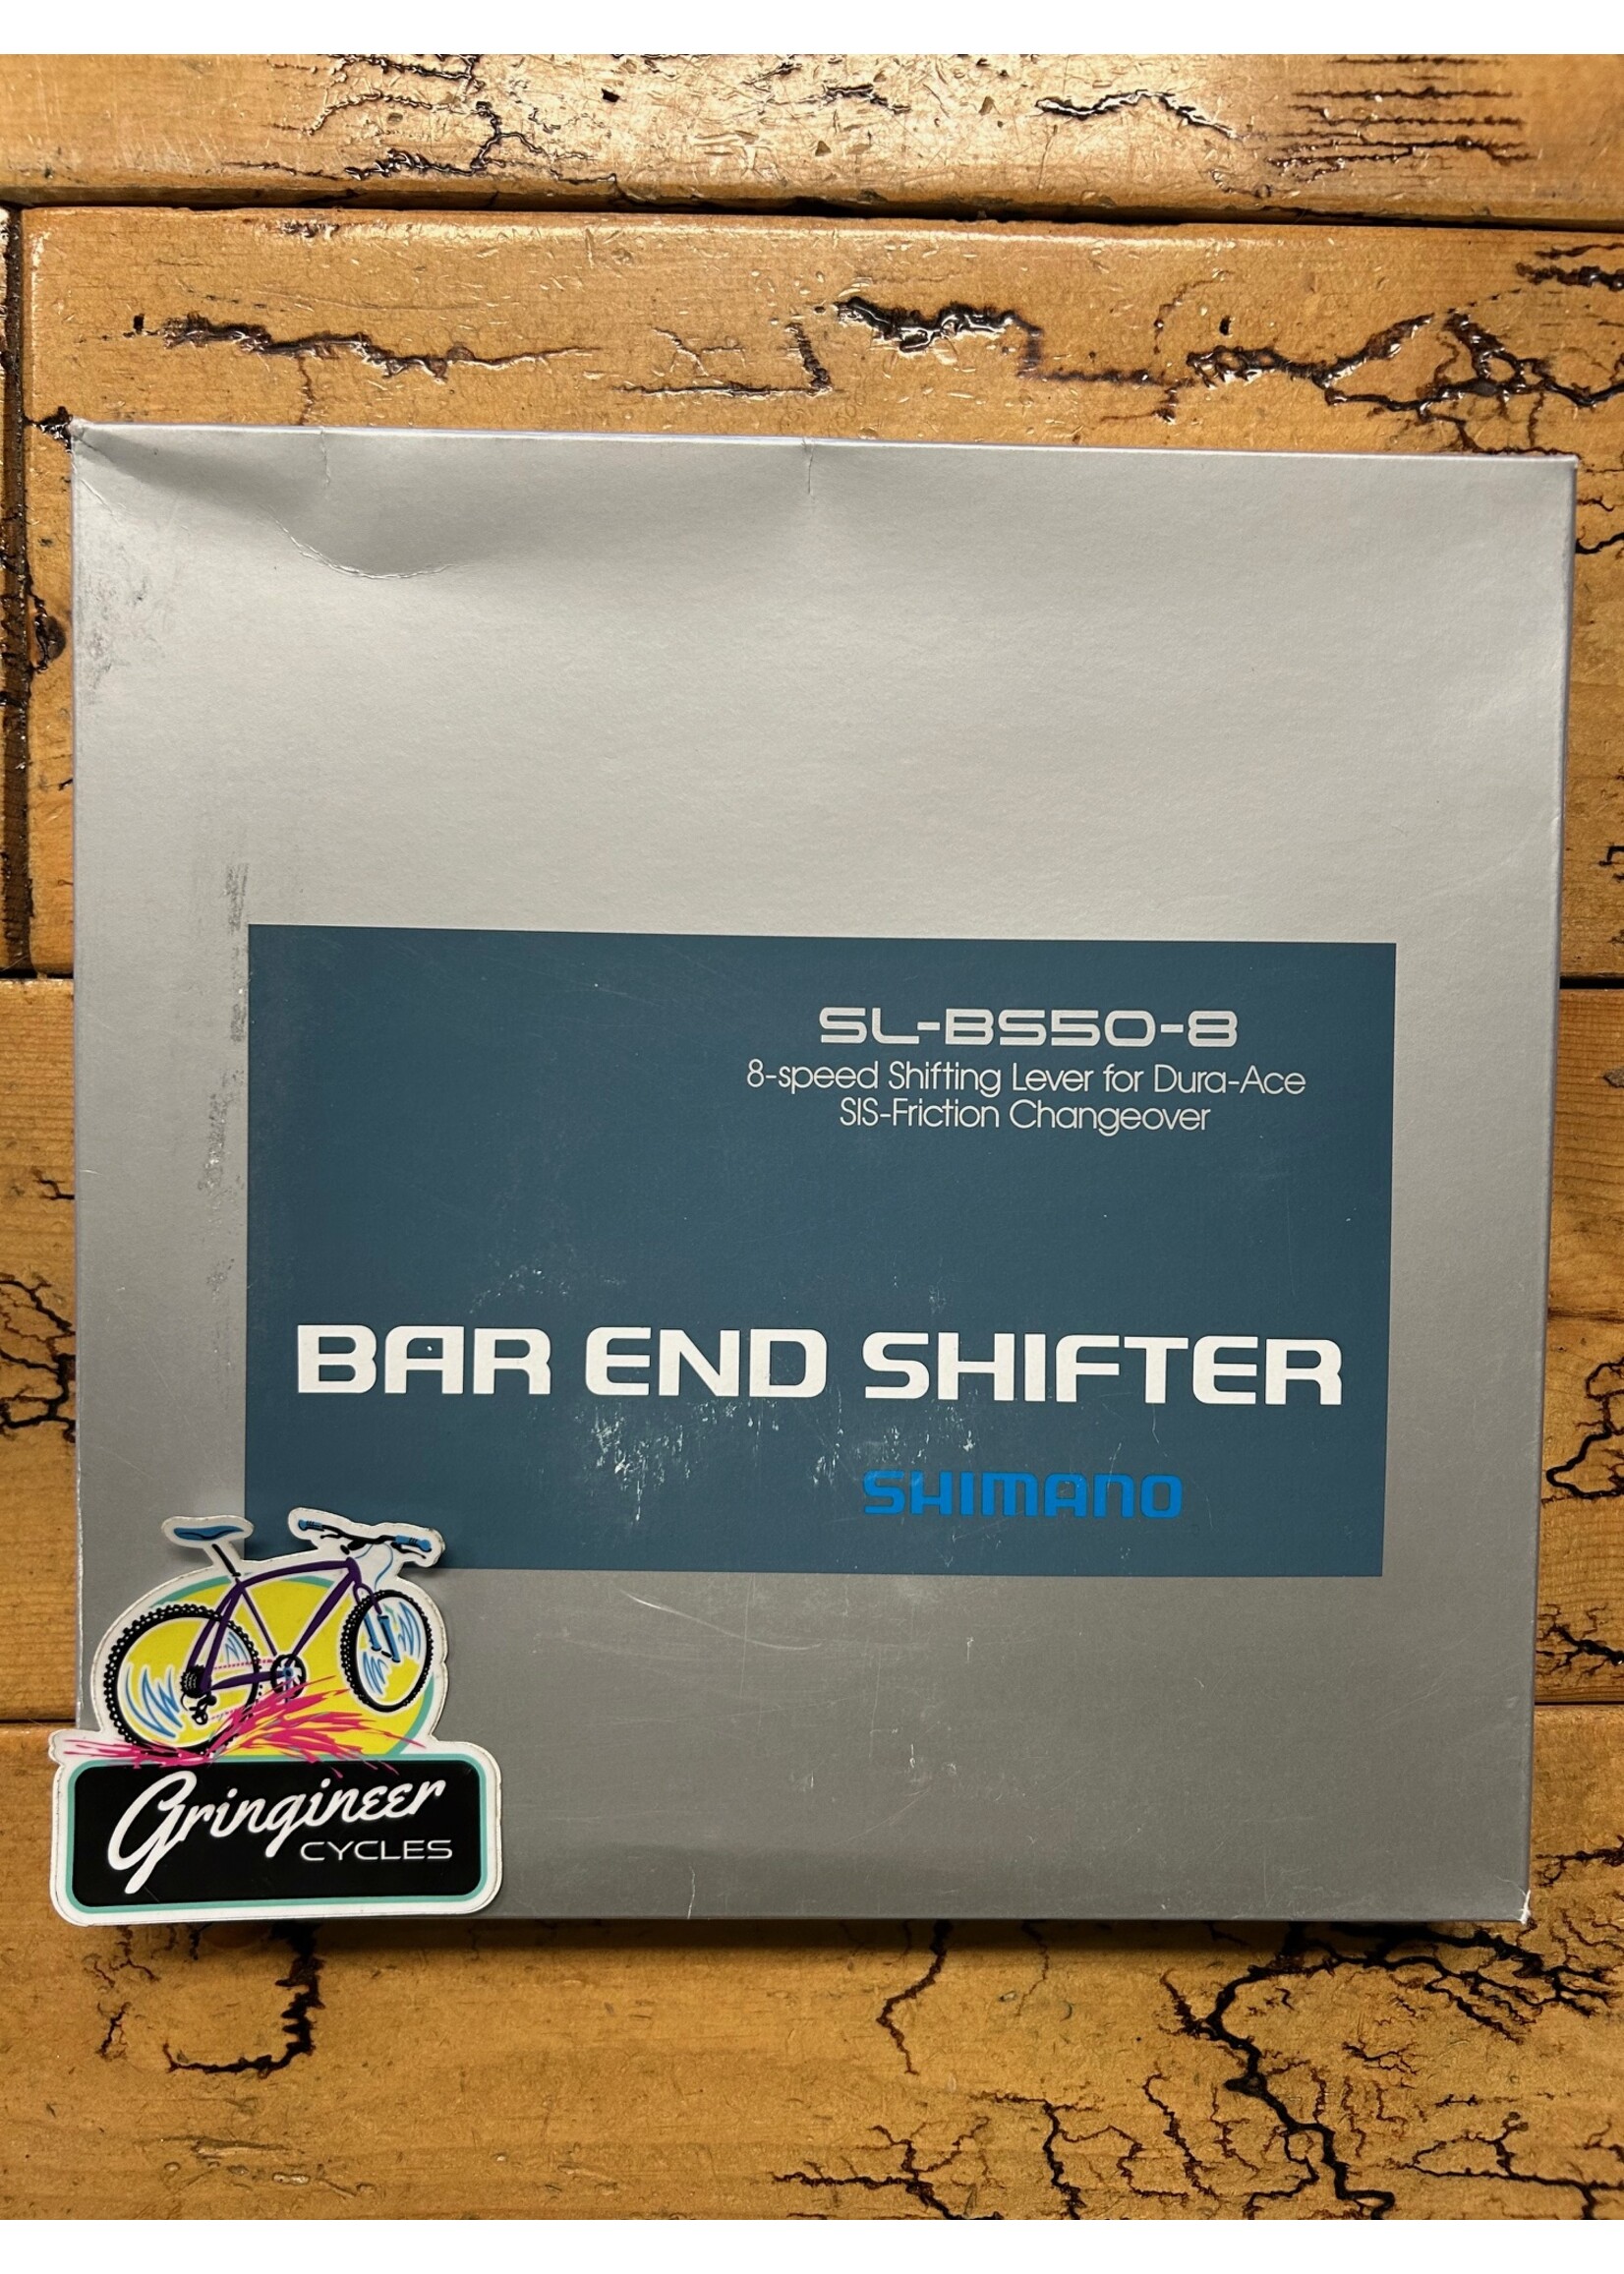 SL-BS50-8
8-speed Shifting Lever for Dura-Ace
SIS-Friction Changeover
BAR END SHIFTER
SHIMANO
Gringineer
CYCLES